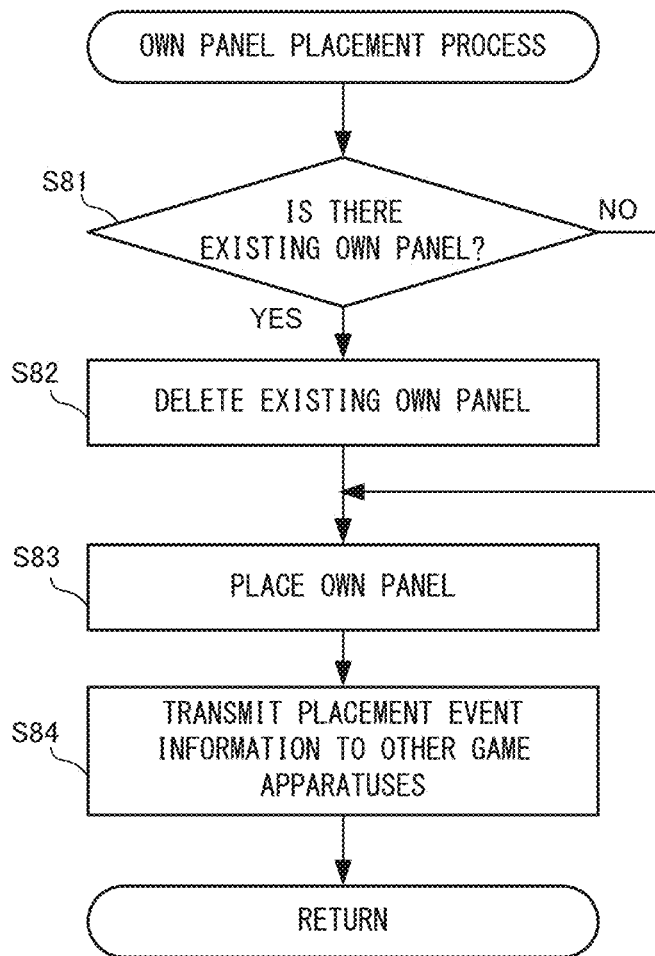 OWN PANEL PLACEMENT PROCESS
S81
IS THERE
EXISTING OWN PANEL?
NO
YES
S82
DELETE EXISTING OWN PANEL
S83
PLACE OWN PANEL
S84
TRANSMIT PLACEMENT EVENT
INFORMATION TO OTHER GAME
APPARATUSES
RETURN